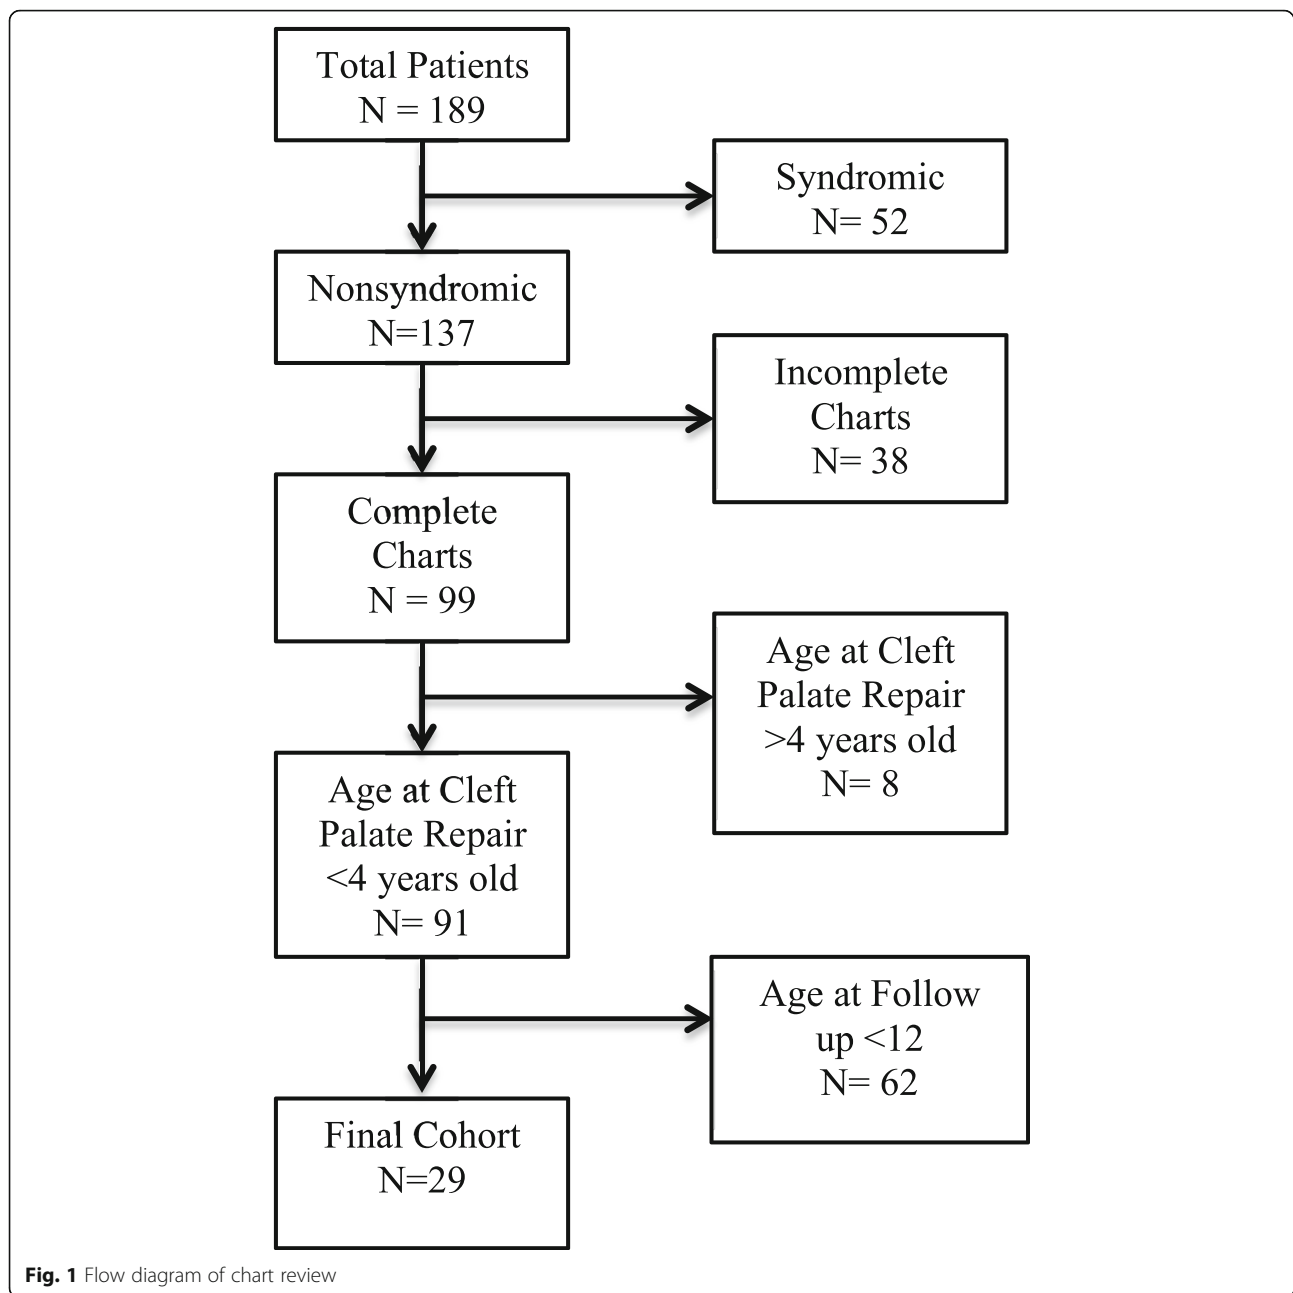 Total Patients
N = 189
Syndromic
N= 52
Nonsyndromic
N=137
Incomplete
Charts
N= 38
Complete
Charts
N = 99
Age at Cleft
Palate Repair
>4 years old
N= 8
Age at Cleft
Palate Repair
<4 years old
N= 91
Age at Follow
up <12
N= 62
Final Cohort
N=29
Fig. 1 Flow diagram of chart review